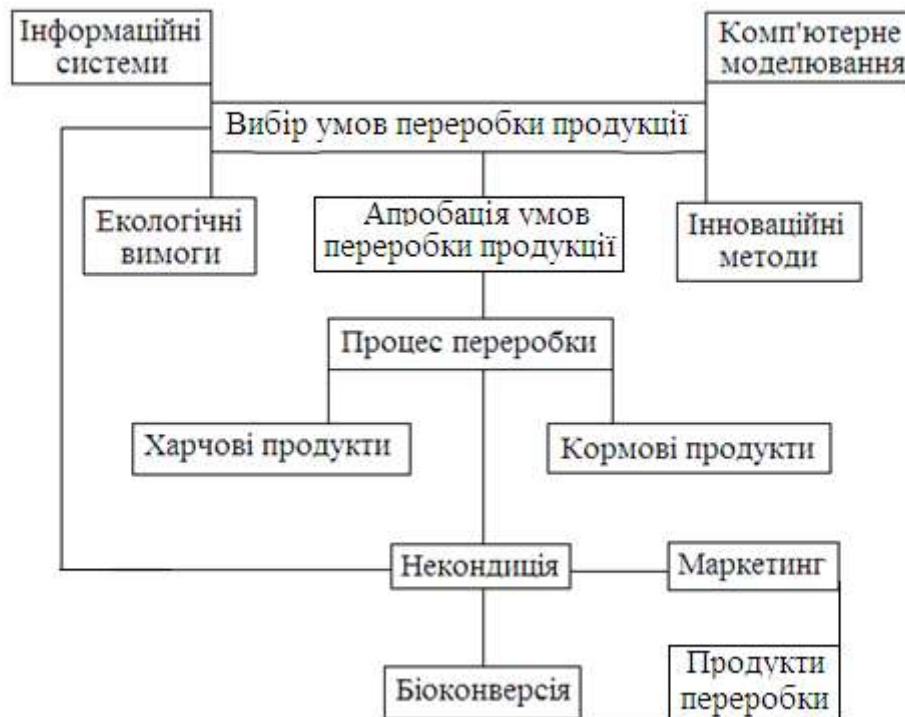 Інформаційні
системи
Комп'ютерне
моделювання
Вибір умов переробки продукції
Екологічні
вимоги
Апробація умов
переробки продукції
Інноваційні
методи
Процес переробки
Харчові продукти
Кормові продукти
Некондиція
Маркетинг
Біоконверсія
Продукти
переробки